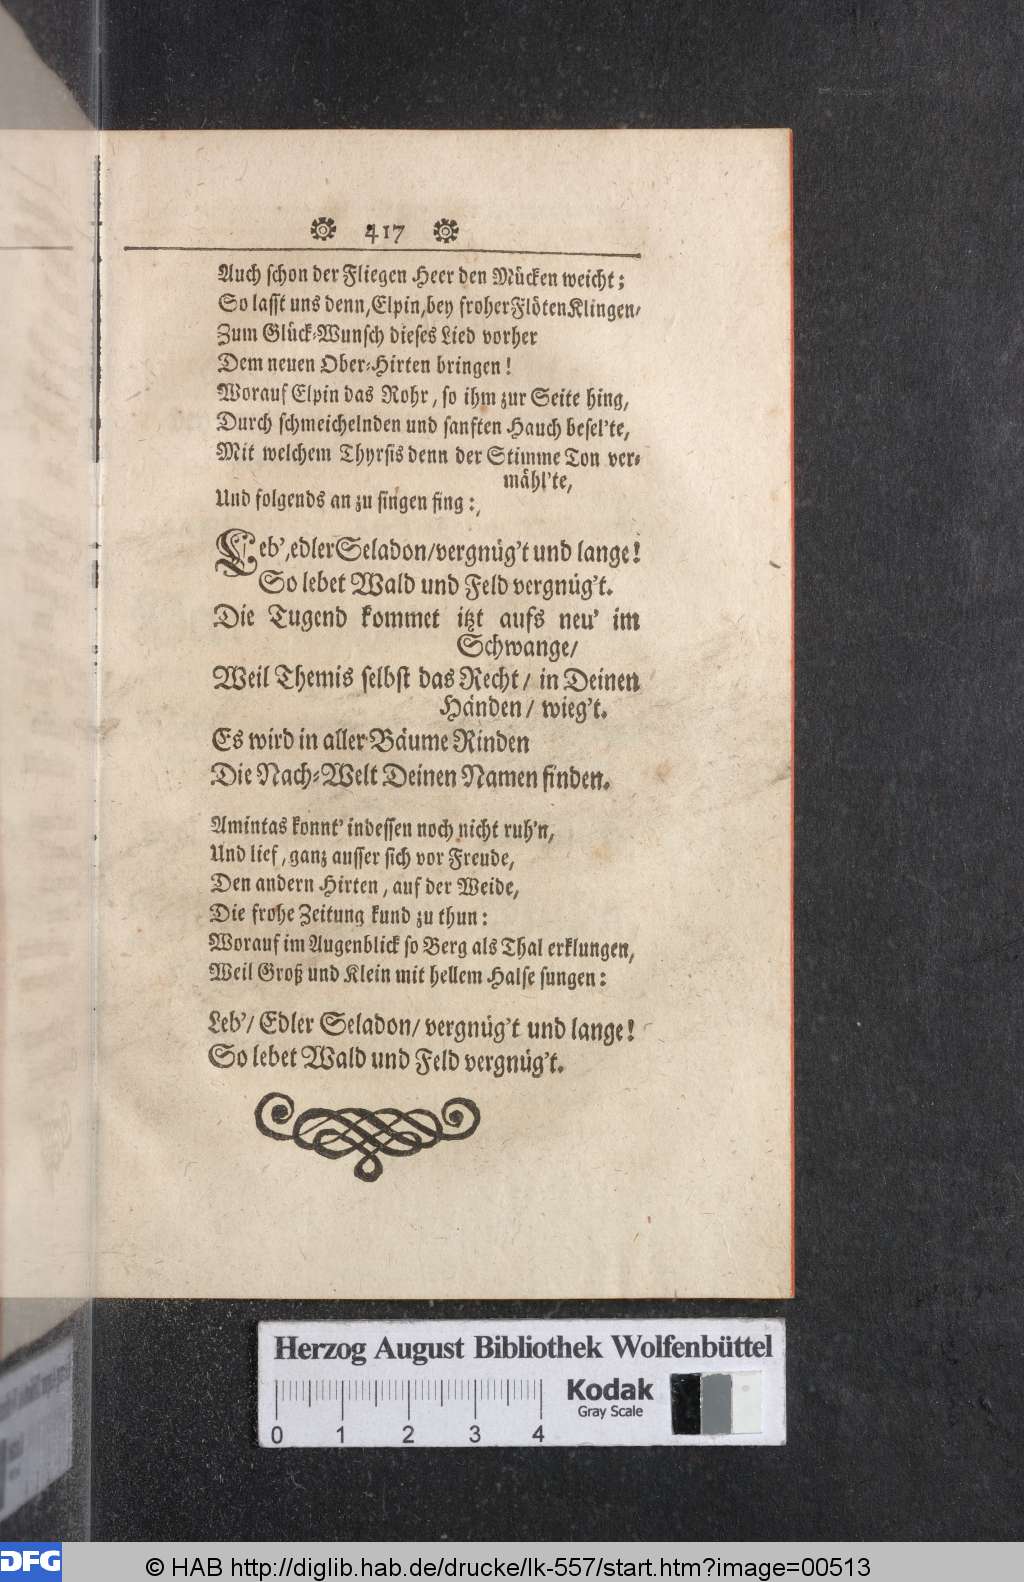 417
Auch schon der Fliegen Heer den Mücken weicht;
So lasst uns denn, Elpin, bey froher Flöten Klingen/
Zum Glück-Wunsch dieses Lied vorher
Dem neuen Ober-Hirten bringen!
Worauf Elpin das Rohr, so ihm zur Seite hing,
Durch schmeichelnden und sanften Hauch besel'te,
Mit welchem Thyrsis denn der Stimme Ton ver-
mähl'te,
Und folgends an zu singen fing:,
Leb', edler Seladon/ vergnüg't und lange!
So lebet Wald und Feld vergnüg't.
Die Tugend kommet itzt aufs neu' im
Schwange/
Weil Themis selbst das Recht/ in Deinen
Händen/ wieg't.
Es wird in aller Bäume Rinden
Die Nach-Welt Deinen Namen finden.
Amintas konnt' indessen noch nicht ruh'n,
Und lief, ganz ausser sich vor Freude,
Den andern Hirten, auf der Weide,
Die frohe Zeitung kund zu thun:
Worauf im Augenblick so Berg als Thal erklungen,
Weil Groß und Klein mit hellem Halse sungen:
Leb'/ Edler Seladon/ vergnüg't und lange!
So lebet Wald und Feld vergnüg't.
Herzog August Bibliothek Wolfenbüttel
Kodak
Gray Scale
0 1 2 3 4
DFG
© HAB http://diglib.hab.de/drucke/lk-557/start.htm?image=00513